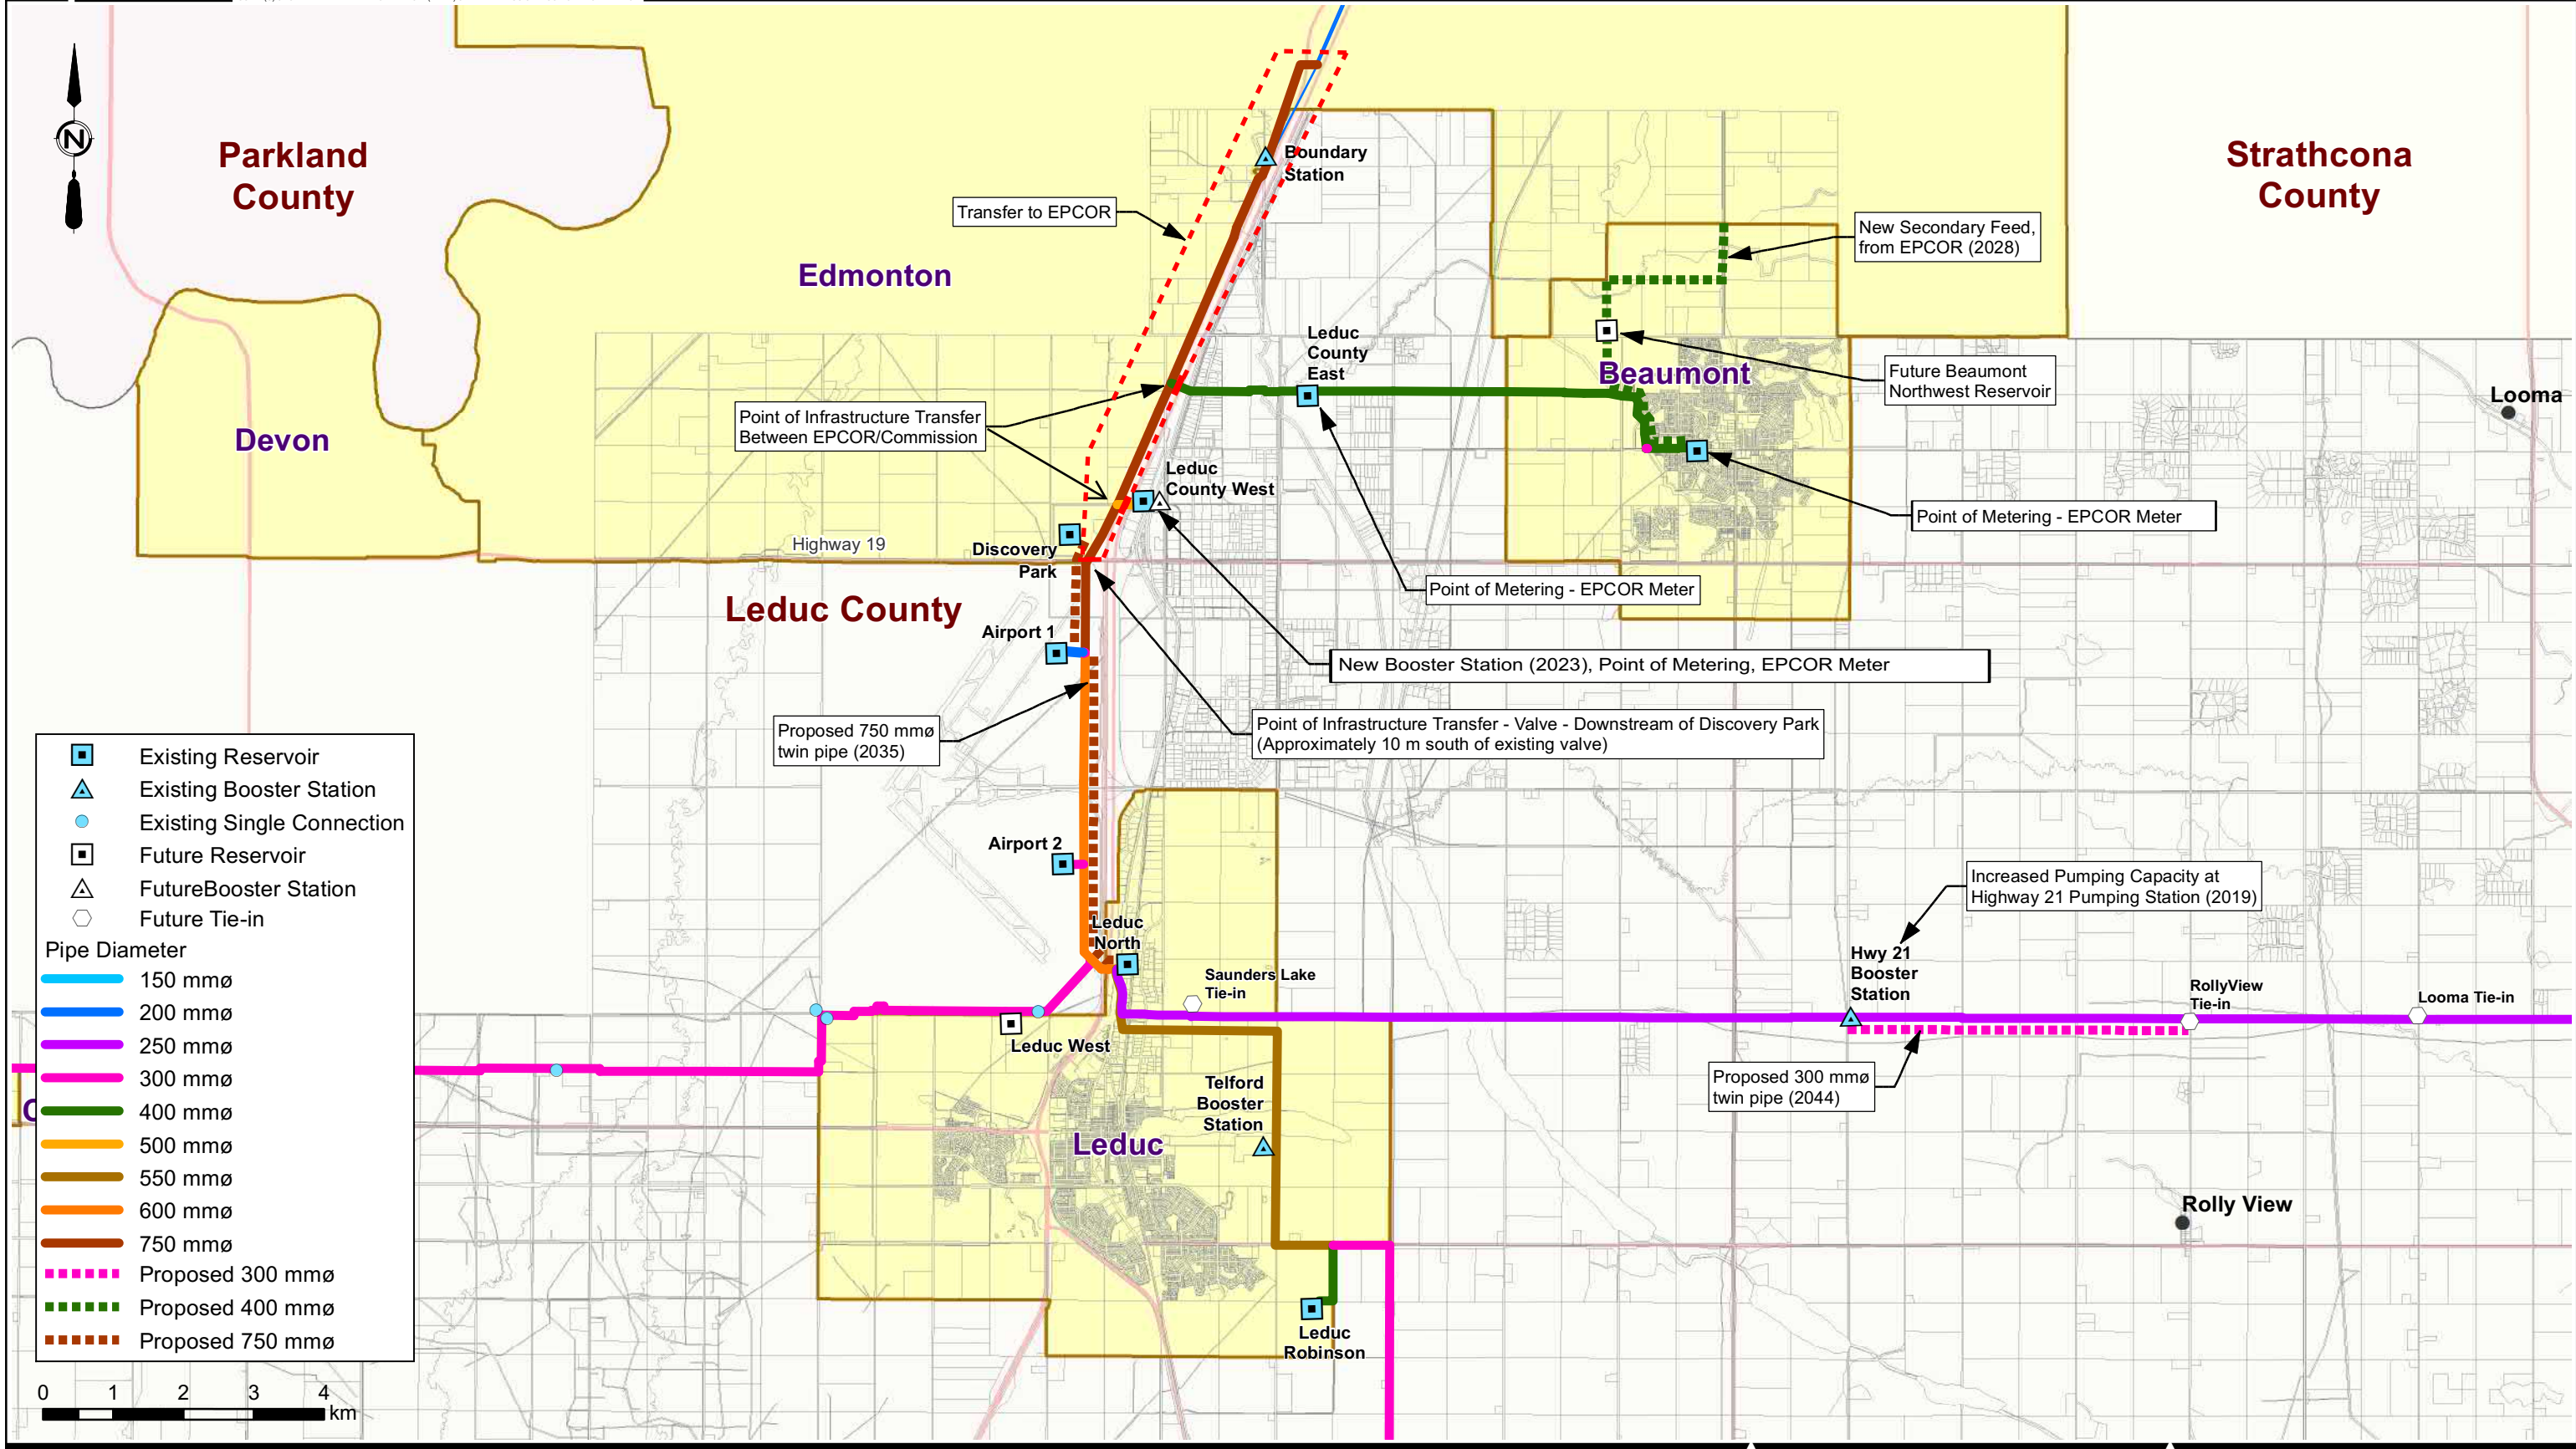 N
Parkland
County
Strathcona
County
Boundary
Station
Transfer to EPCOR
New Secondary Feed,
from EPCOR (2028)
Edmonton
Leduc
County
East
Beaumont
Future Beaumont
Northwest Reservoir
Looma
Point of Infrastructure Transfer
Between EPCOR/Commission
Devon
Leduc
County West
Point of Metering - EPCOR Meter
Highway 19
Discovery
Park
Point of Metering - EPCOR Meter
Leduc County
Airport 1
New Booster Station (2023), Point of Metering, EPCOR Meter
Proposed 750 mmø
twin pipe (2035)
Point of Infrastructure Transfer - Valve - Downstream of Discovery Park
(Approximately 10 m south of existing valve)
Airport 2
Increased Pumping Capacity at
Highway 21 Pumping Station (2019)
Leduc
North
Saunders Lake
Tie-in
Hwy 21
Booster
Station
RollyView
Tie-in
Looma Tie-in
Leduc West
Proposed 300 mmø
twin pipe (2044)
Telford
Booster
Station
Leduc
Rolly View
Leduc
Robinson
Existing Reservoir
Existing Booster Station
Existing Single Connection
Future Reservoir
FutureBooster Station
Future Tie-in
Pipe Diameter
150 mmø
200 mmø
250 mmø
300 mmø
400 mmø
500 mmø
550 mmø
600 mmø
750 mmø
Proposed 300 mmø
Proposed 400 mmø
Proposed 750 mmø
0 1 2 3 4
km